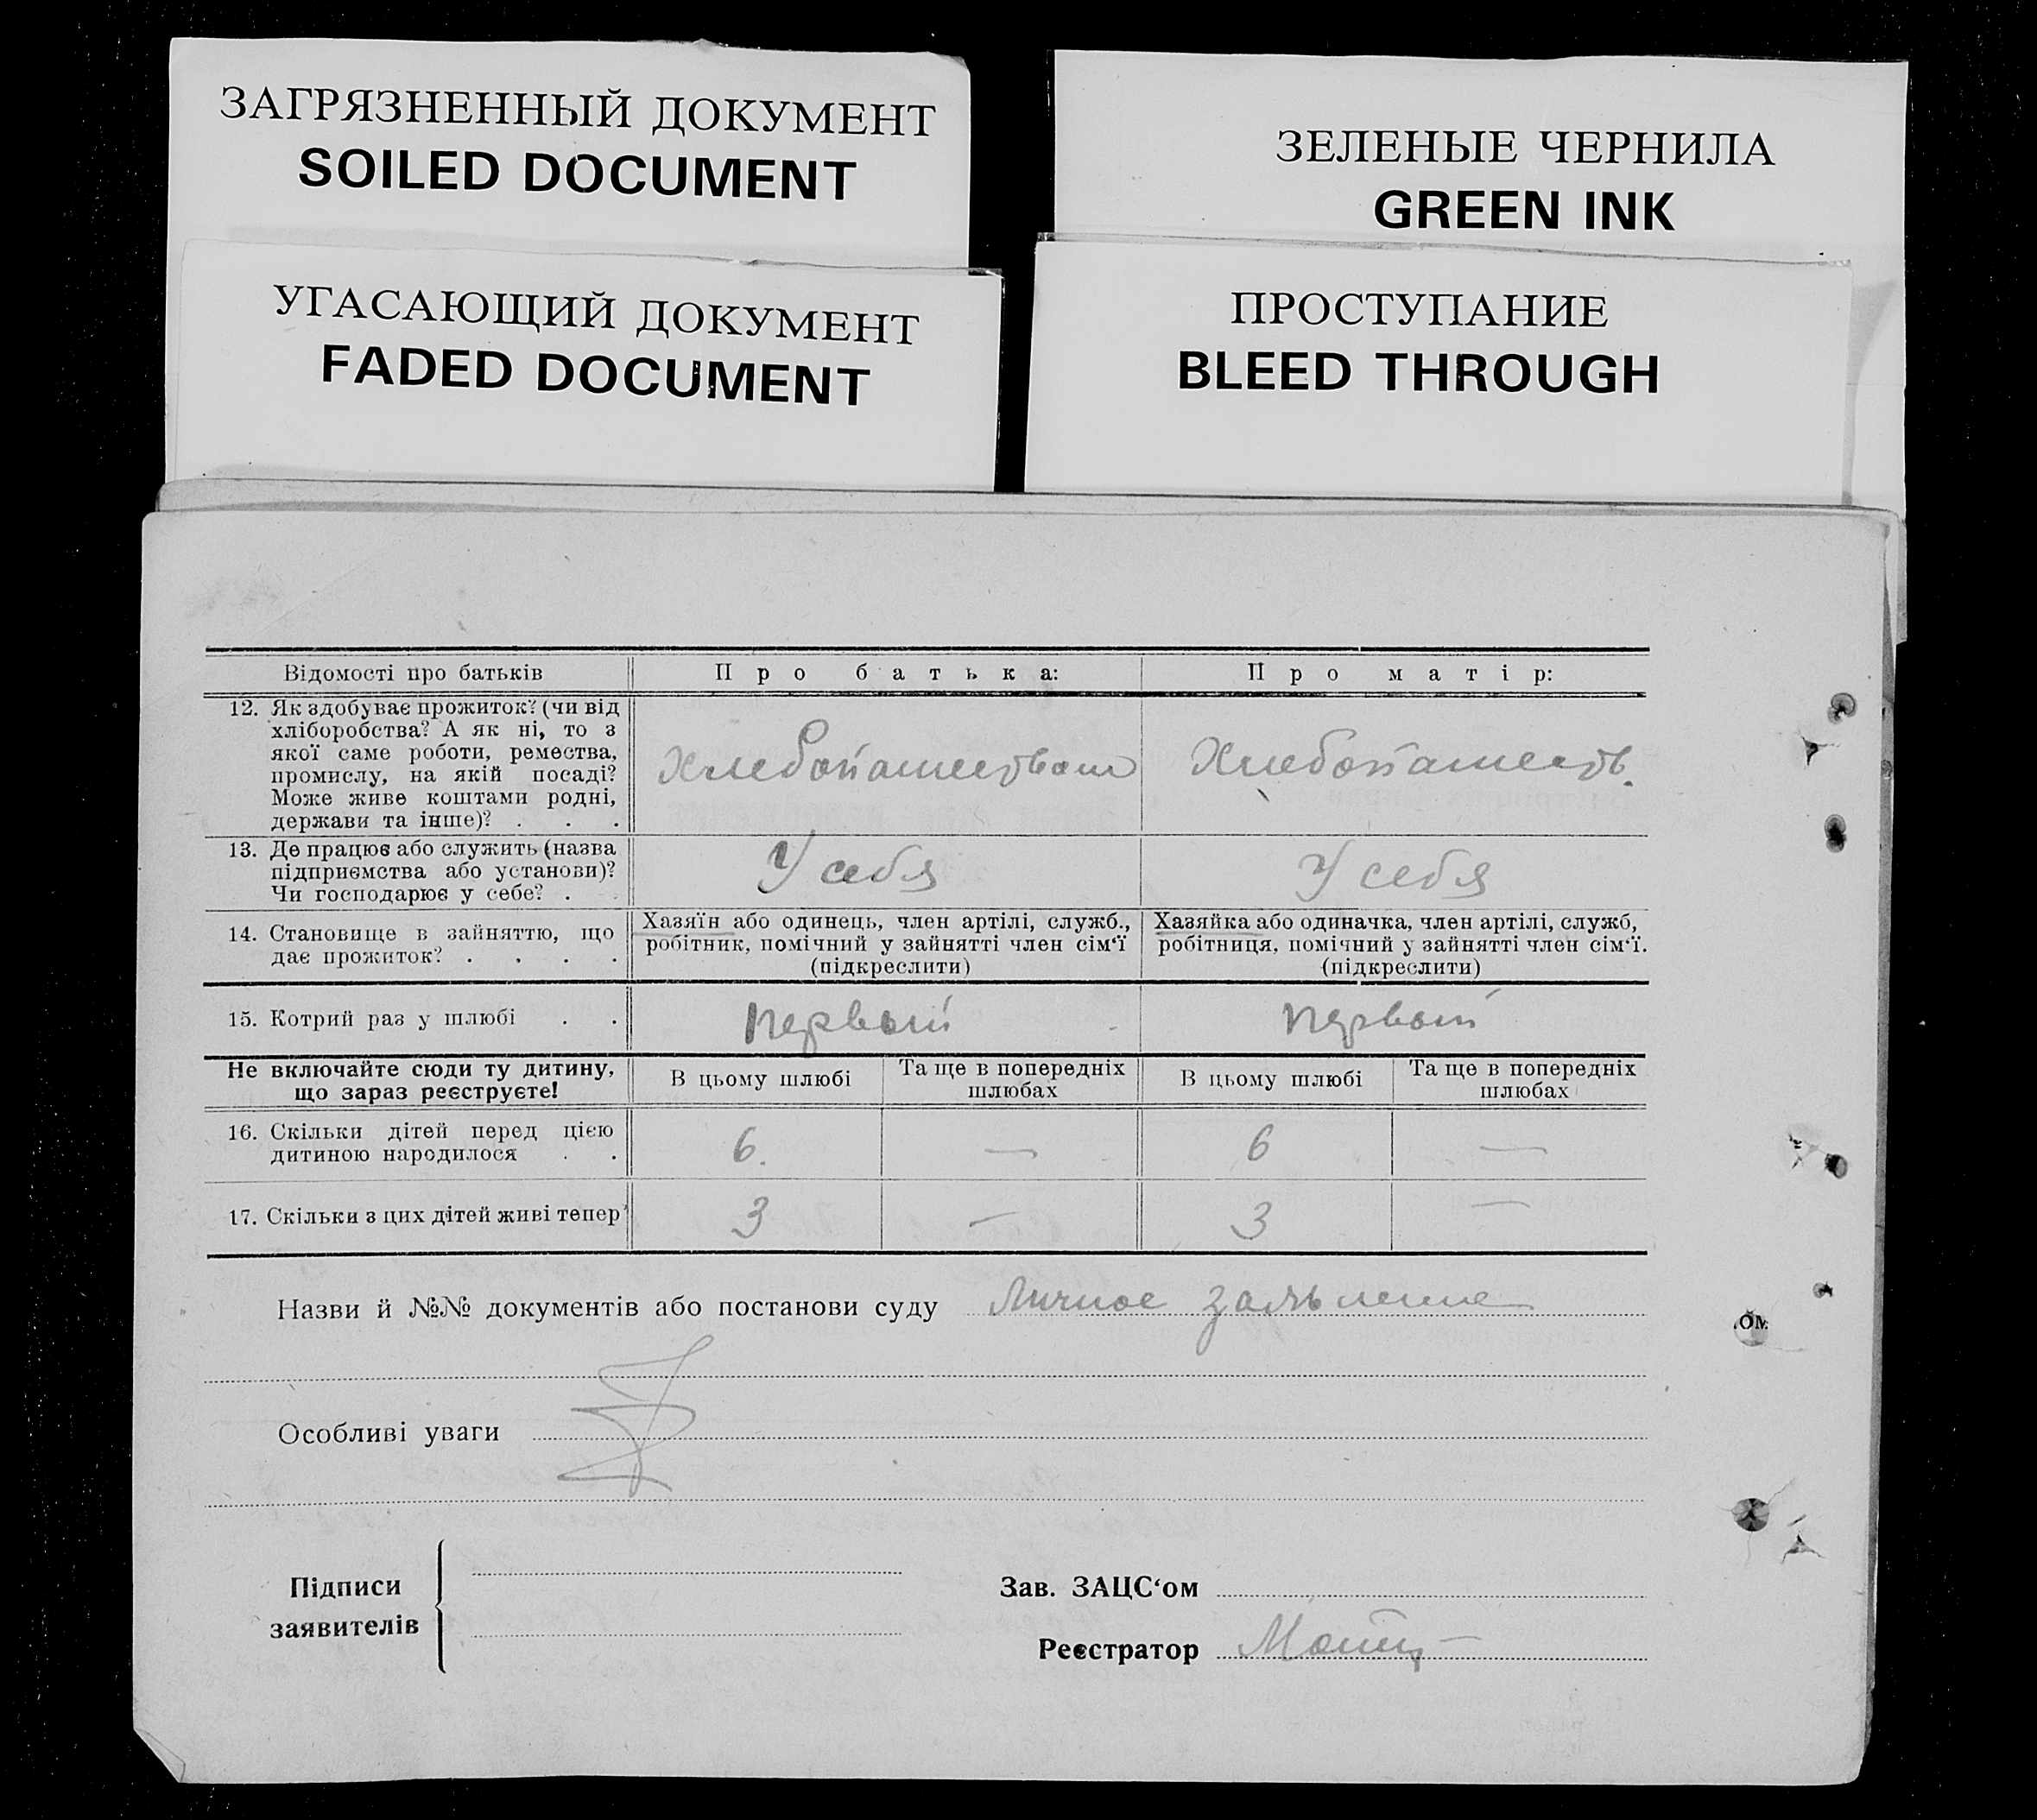 ЗАГРЯЗНЕННЫЙ ДОКУМЕНТ
SOILED DOCUMENT
ЗЕЛЕНЫЕ ЧЕРНИЛА
GREEN INK
УГАСАЮЩИЙ ДОКУМЕНТ
FADED DOCUMENT
ПРОСТУПАНИЕ
BLEED THROUGH
Відомості про батьків
Про батька:
Про матір:
12. Як здобуває прожиток? (чи від
хліборобства? А як ні, то з
якої саме роботи, ремества,
промислу, на якій посаді?
Може живе коштами родні,
держави та інше)? . . .
Хлебопашеством
Хлебопашеств.
13. Де працює або служить (назва
підприємства або установи)?
Чи господарює у себе? . .
У себя
У себя
14. Становище в зайняттю, що
дає прожиток? . . . .
Хазяїн або одинець, член артілі, служб.,
робітник, помічний у зайнятті член сім'ї
(підкреслити)
Хазяйка або одиначка, член артілі, служб,
робітниця, помічний у зайнятті член сім'ї.
(підкреслити)
15. Котрий раз у шлюбі . .
первый
первый
Не включайте сюди ту дитину,
що зараз реєструєте!
В цьому шлюбі
Та ще в попередніх
шлюбах
В цьому шлюбі
Та ще в попередніх
шлюбах
16. Скільки дітей перед цією
дитиною народилося . .
6.
—
6
—
17. Скільки з цих дітей живі тепер
3
—
3
—
Назви й №№ документів або постанови суду Личное заявление
ом
Особливі уваги
Підписи
заявителів
Зав. ЗАЦС'ом
Реєстратор